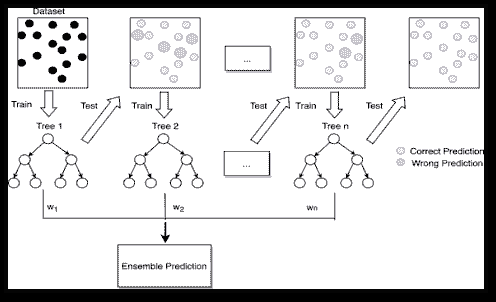 Dataset
...
Train
Test
Train
Test
Train
Test
Tree 1
Tree 2
Tree n
...
Correct Prediction
Wrong Prediction
w1
w2
wn
Ensemble Prediction